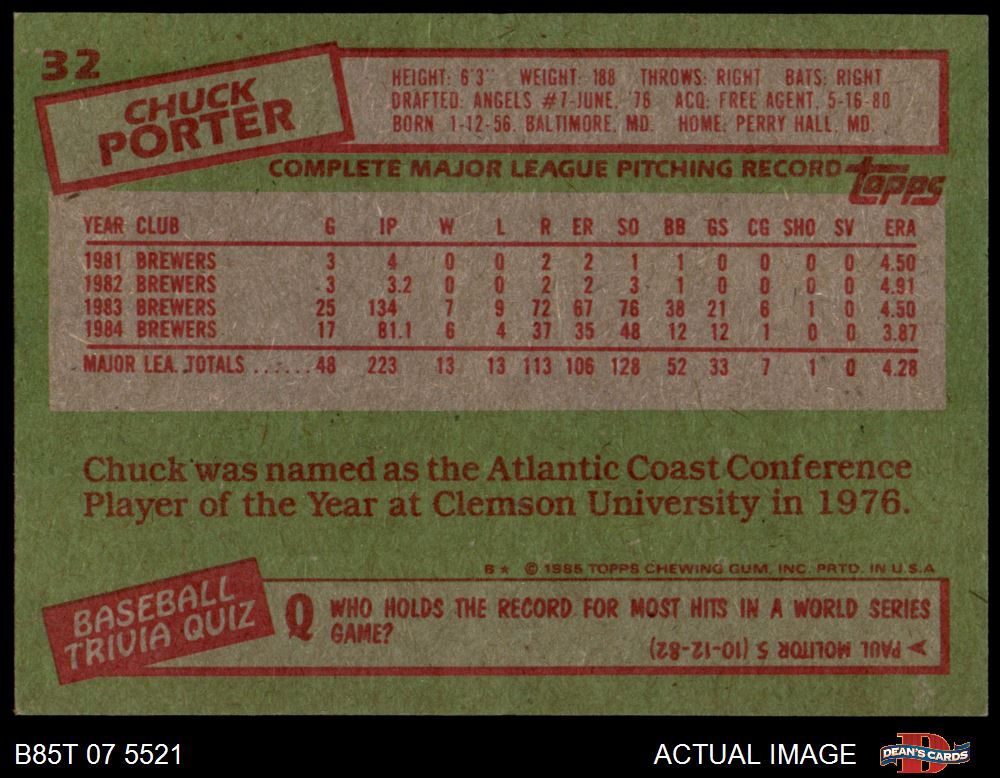 32
CHUCK
PORTER
HEIGHT: 6'3" WEIGHT: 188 THROWS: RIGHT BATS: RIGHT
DRAFTED: ANGELS #7-JUNE, '76 ACQ: FREE AGENT, 5-16-80
BORN 1-12-56, BALTIMORE, MD. HOME: PERRY HALL, MD.
COMPLETE MAJOR LEAGUE PITCHING RECORD topps
YEAR CLUB G IP W L R ER SO BB GS CG SHO SV ERA
1981 BREWERS 3 4 0 0 2 2 1 1 0 0 0 0 4.50
1982 BREWERS 3 3.2 0 0 2 2 3 1 0 0 0 0 4.91
1983 BREWERS 25 134 7 9 72 67 76 38 21 6 1 0 4.50
1984 BREWERS 17 81.1 6 4 37 35 48 12 12 1 0 0 3.87
MAJOR LEA. TOTALS ...... 48 223 13 13 113 106 128 52 33 7 1 0 4.28
Chuck was named as the Atlantic Coast Conference
Player of the Year at Clemson University in 1976.
B★ © 1985 TOPPS CHEWING GUM, INC. PRTD. IN U.S.A
BASEBALL
TRIVIA QUIZ
Q WHO HOLDS THE RECORD FOR MOST HITS IN A WORLD SERIES
GAME?
A PAUL MOLITOR 5 (10-12-82)
B85T 07 5521
ACTUAL IMAGE
D
DEAN'S CARDS